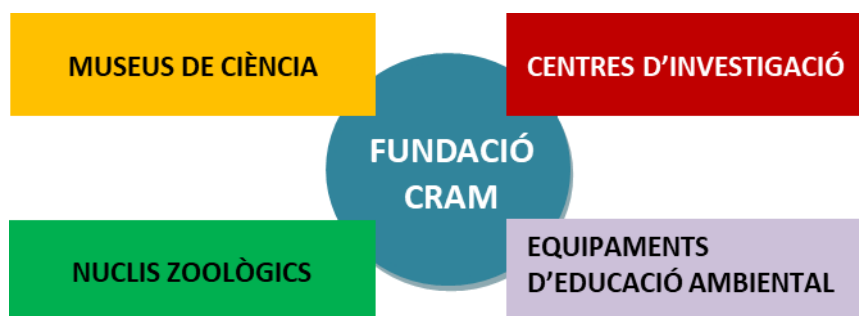 MUSEUS DE CIÈNCIA
CENTRES D’INVESTIGACIÓ
FUNDACIÓ
CRAM
NUCLIS ZOOLÒGICS
EQUIPAMENTS
D’EDUCACIÓ AMBIENTAL